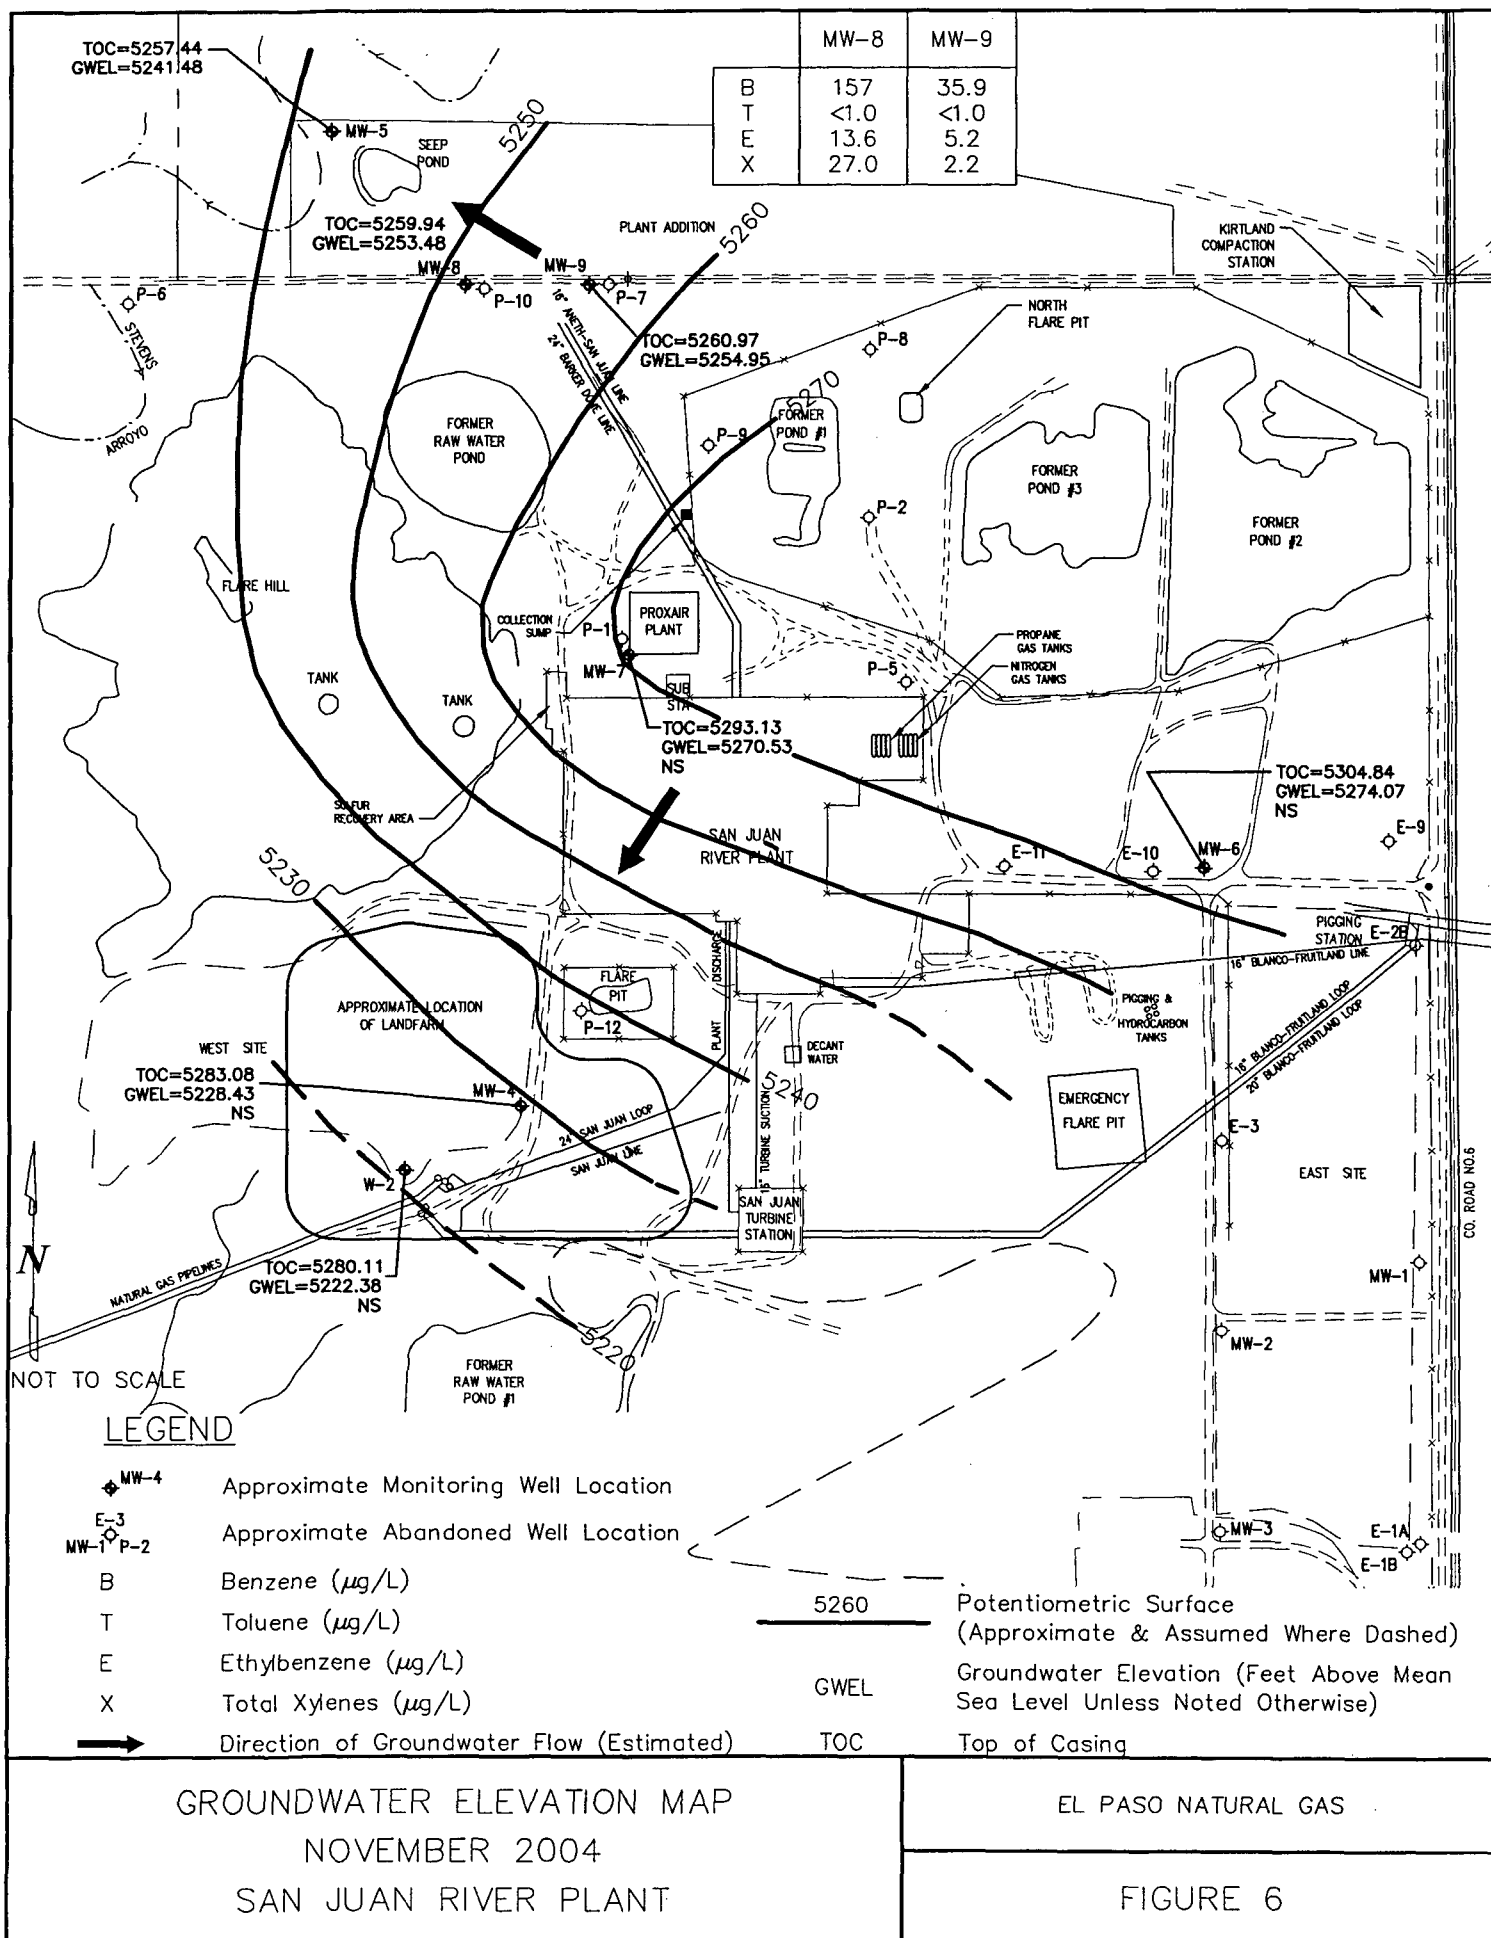 TOC=5257.44
GWEL=5241.48
MW-5
SEEP
POND
5250
MW-8 MW-9
B 157 35.9
T <1.0 <1.0
E 13.6 5.2
X 27.0 2.2
TOC=5259.94
GWEL=5253.48
PLANT ADDITION
5260
KIRTLAND
COMPACTION
STATION
MW-8
MW-9
P-6
P-10
P-7
STEVENS
ARROYO
16" ANETH-SAN JUAN LINE
24" BARKER DOME LINE
TOC=5260.97
GWEL=5254.95
NORTH
FLARE PIT
P-8
5270
FORMER
RAW WATER
POND
P-9
FORMER
POND #1
FORMER
POND #3
P-2
FORMER
POND #2
FLARE HILL
COLLECTION
SUMP
P-1
PROXAIR
PLANT
MW-7
SUB
STA
P-5
PROPANE
GAS TANKS
NITROGEN
GAS TANKS
TANK
TANK
TOC=5293.13
GWEL=5270.53
NS
TOC=5304.84
GWEL=5274.07
NS
SULFUR
RECOVERY AREA
SAN JUAN
RIVER PLANT
E-11
E-10
MW-6
E-9
5230
PIGGING
STATION
E-2B
16" BLANCO-FRUITLAND LINE
PLANT DISCHARGE
FLARE
PIT
P-12
APPROXIMATE LOCATION
OF LANDFARM
PIGGING &
HYDROCARBON
TANKS
16" BLANCO-FRUITLAND LOOP
20" BLANCO-FRUITLAND LOOP
WEST SITE
TOC=5283.08
GWEL=5228.43
NS
MW-4
DECANT
WATER
5240
16" TURBINE SUCTION
EMERGENCY
FLARE PIT
24" SAN JUAN LOOP
SAN JUAN LINE
E-3
EAST SITE
CO. ROAD NO.6
W-2
SAN JUAN
TURBINE
STATION
N
NATURAL GAS PIPELINES
TOC=5280.11
GWEL=5222.38
NS
MW-1
5220
MW-2
NOT TO SCALE
FORMER
RAW WATER
POND #1
MW-3
E-1A
E-1B
LEGEND
MW-4 Approximate Monitoring Well Location
E-3
MW-1 P-2 Approximate Abandoned Well Location
B Benzene (µg/L)
T Toluene (µg/L)
E Ethylbenzene (µg/L)
X Total Xylenes (µg/L)
Direction of Groundwater Flow (Estimated)
5260 Potentiometric Surface
(Approximate & Assumed Where Dashed)
GWEL Groundwater Elevation (Feet Above Mean
Sea Level Unless Noted Otherwise)
TOC Top of Casing
GROUNDWATER ELEVATION MAP
NOVEMBER 2004
SAN JUAN RIVER PLANT
EL PASO NATURAL GAS
FIGURE 6